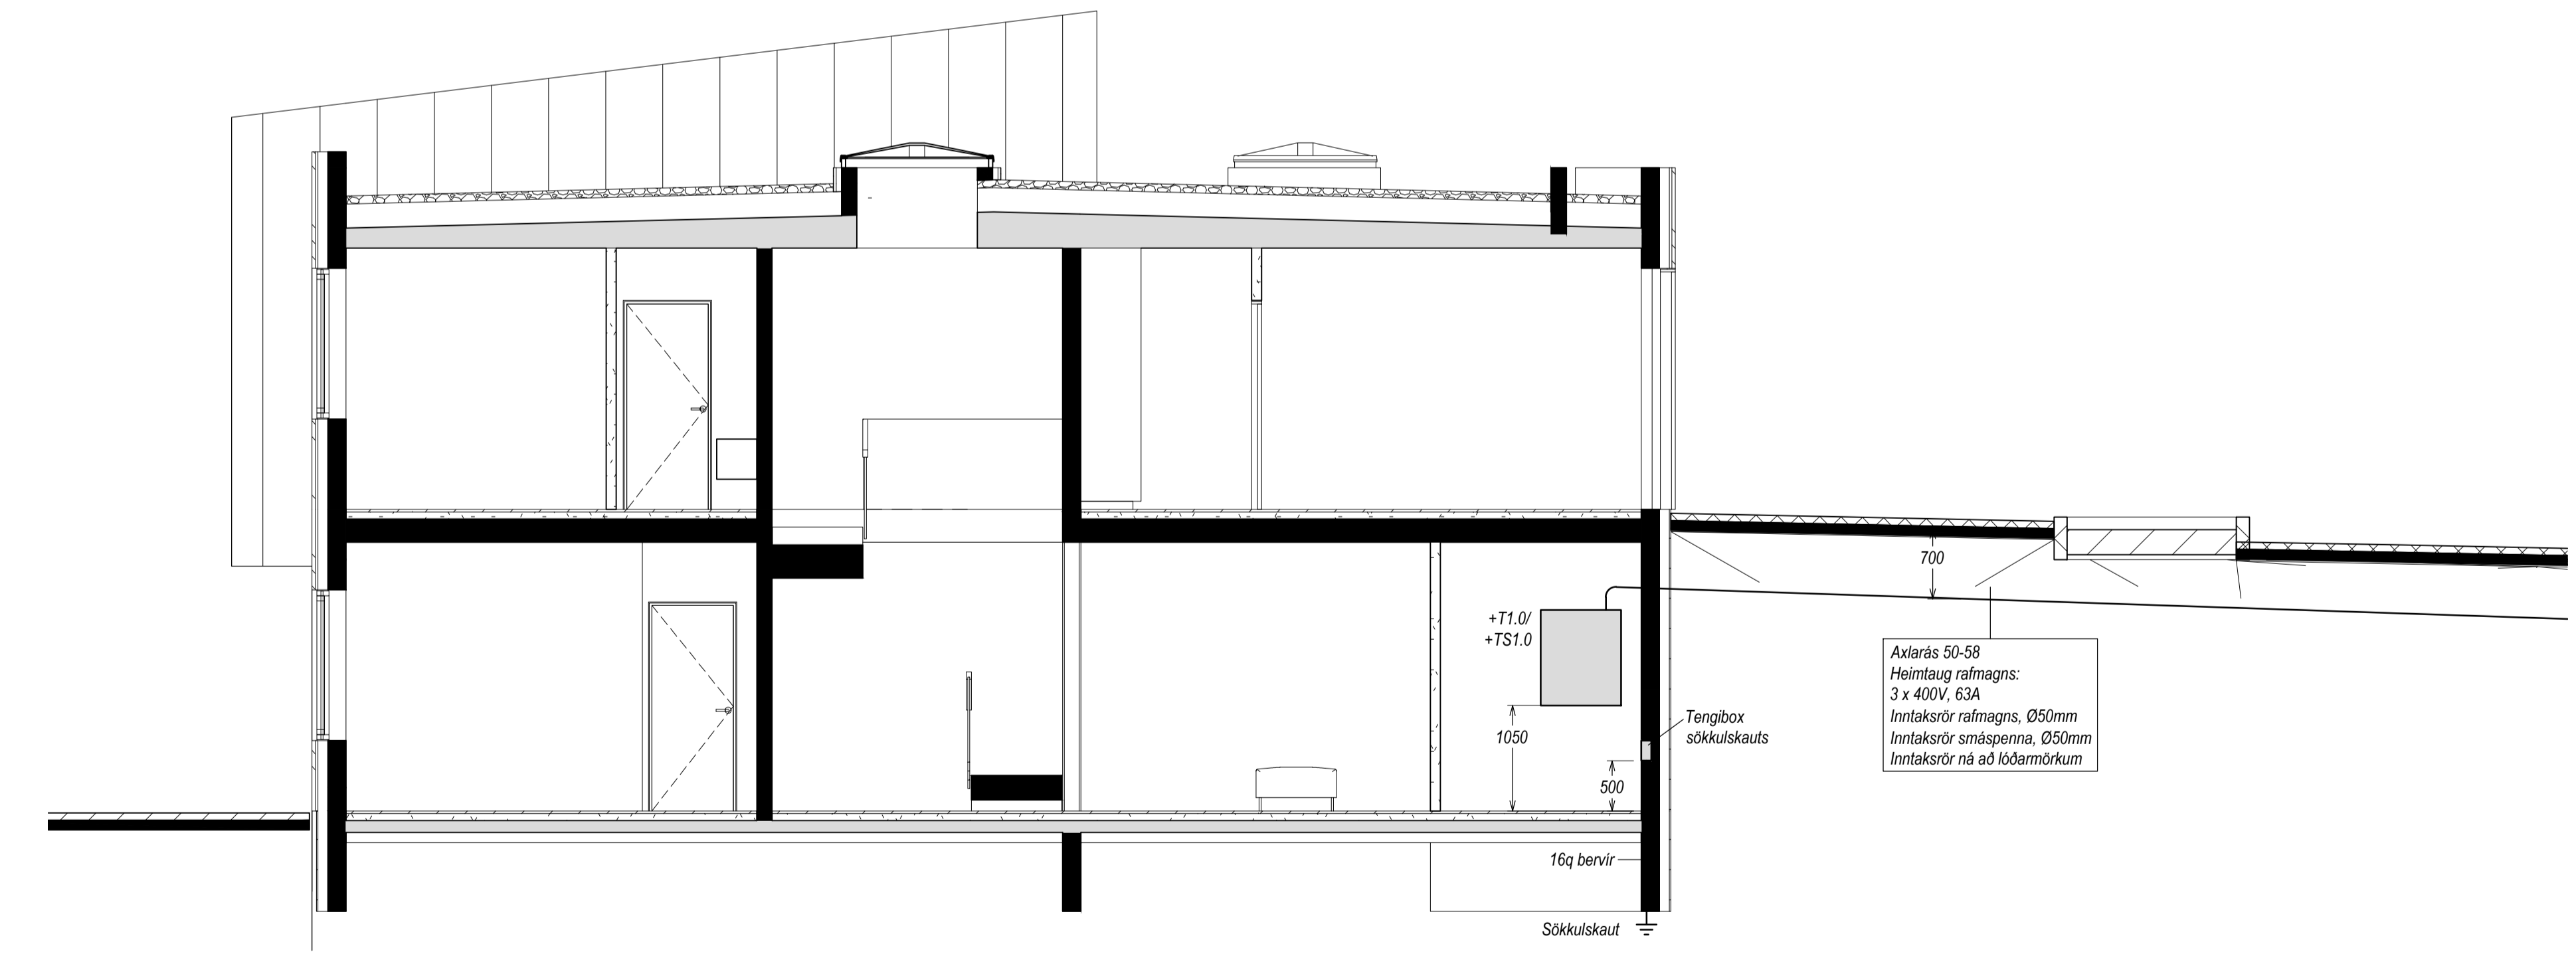 700
+T1.0/
+TS1.0
Axlarás 50-58
Heimtaug rafmagns:
3 x 400V, 63A
Inntaksrör rafmagns, Ø50mm
Inntaksrör smáspenna, Ø50mm
Inntaksrör ná að lóðarmörkum
Tengibox
sökkulskauts
1050
500
16q bervír
Sökkulskaut